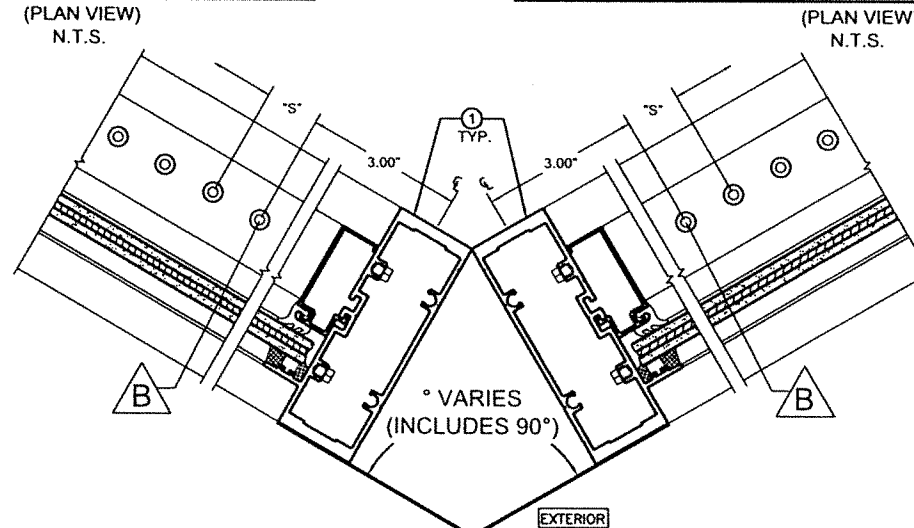 (PLAN VIEW)
N.T.S.
(PLAN VIEW
N.T.S.
"S"
3.00"
1
TYP.
3.00"
"S"
B
B
° VARIES
(INCLUDES 90°)
EXTERIOR